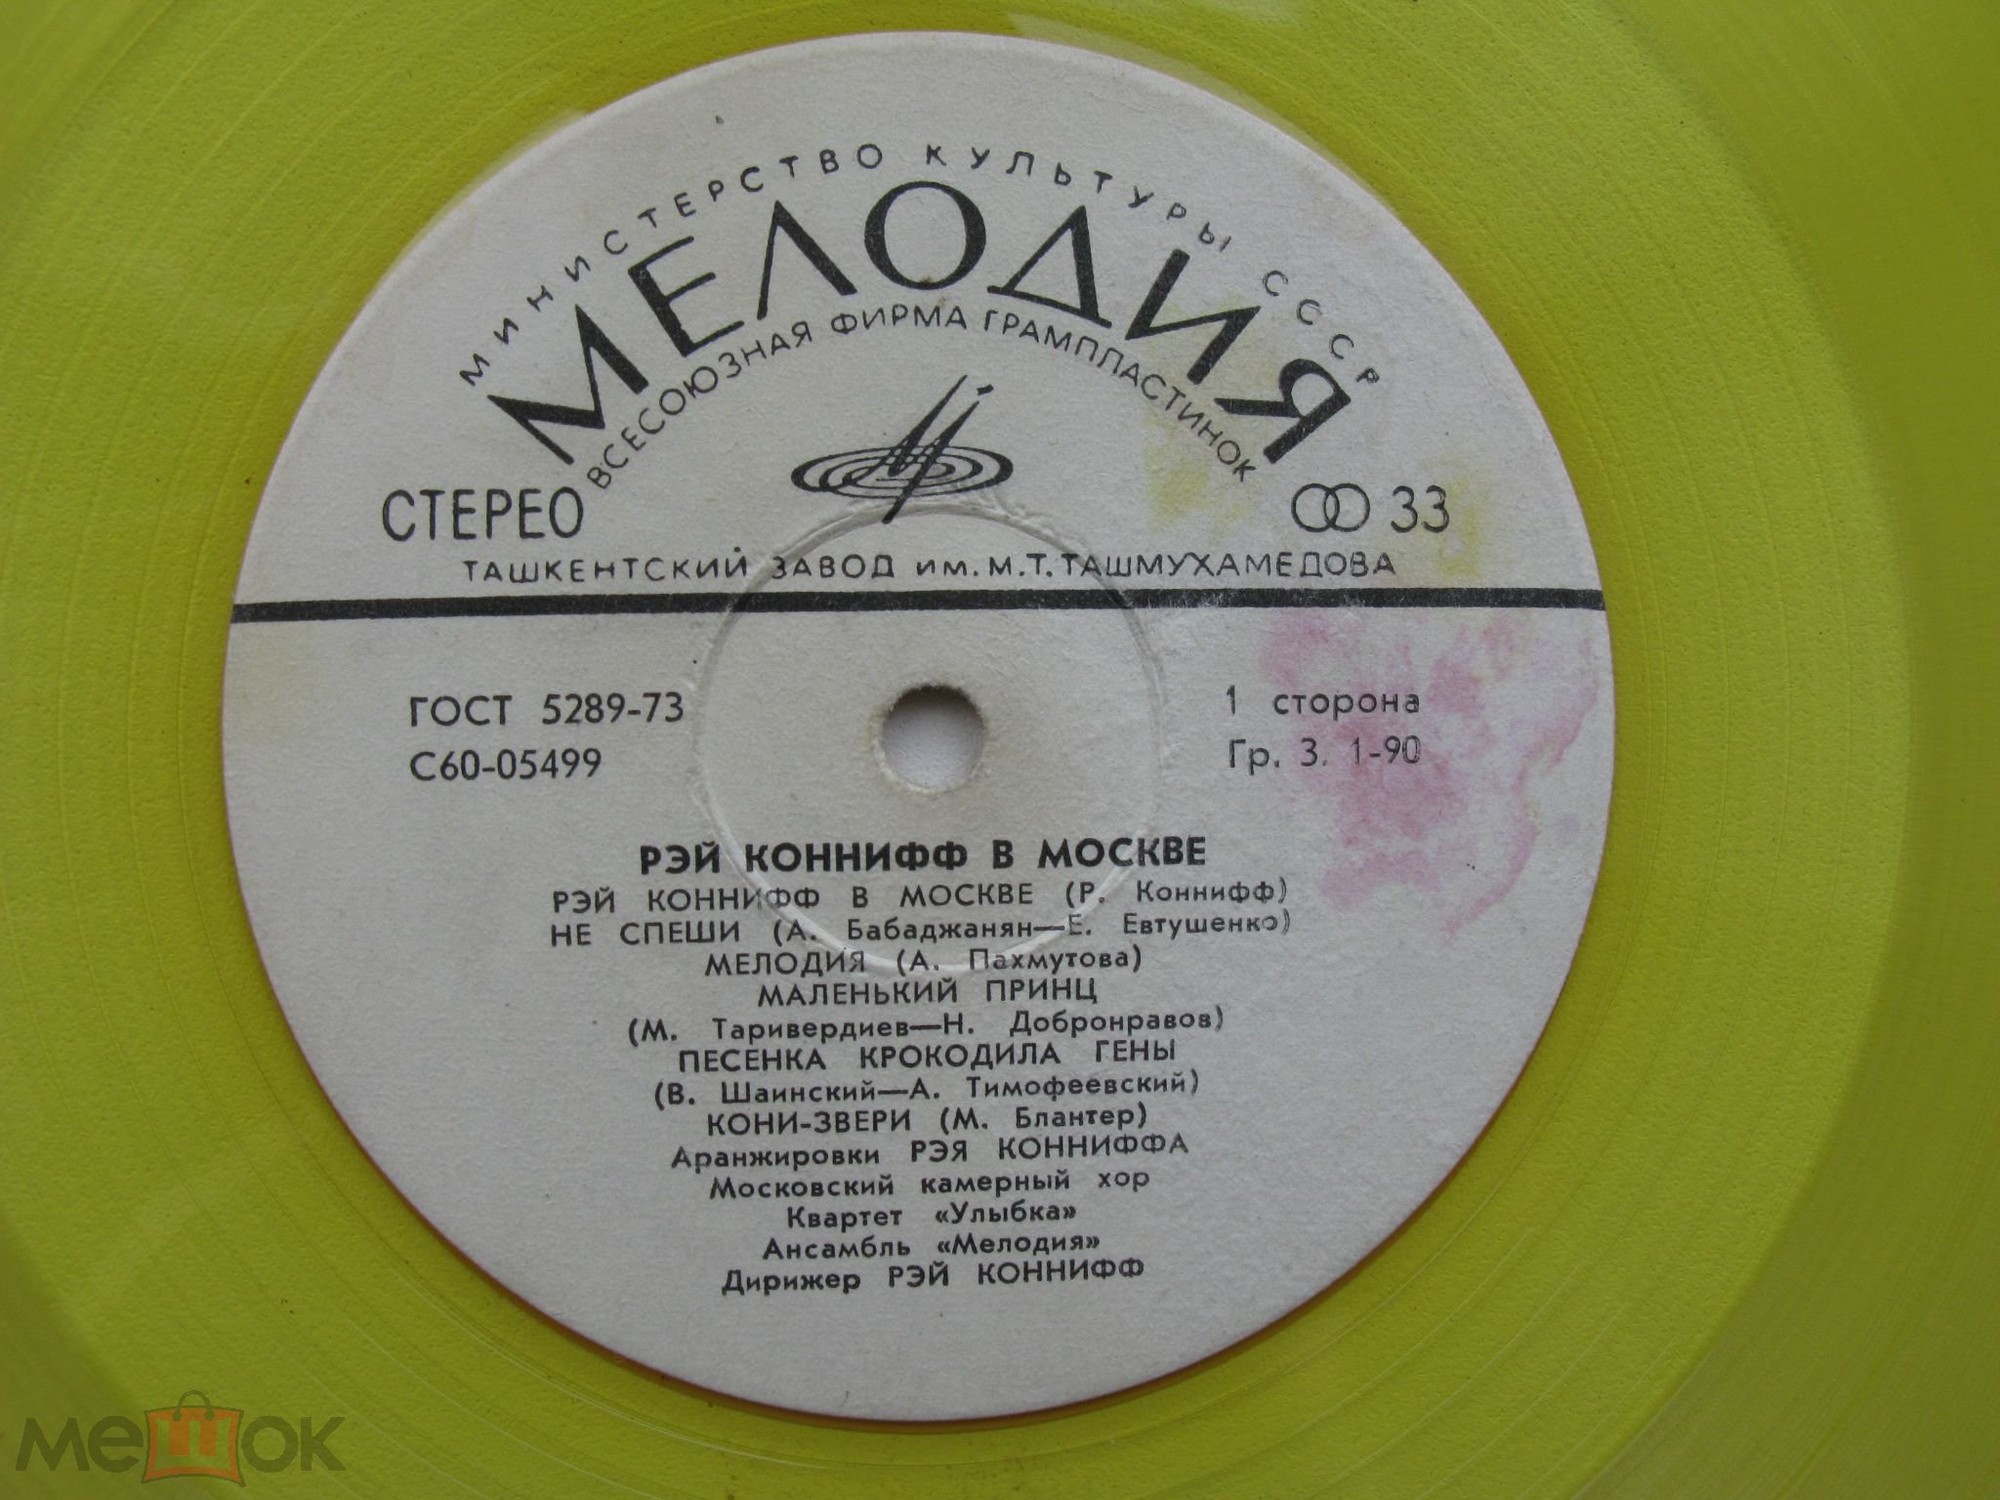 МИНИСТЕРСТВО КУЛЬТУРЫ СССР
МЕЛОДИЯ
ВСЕСОЮЗНАЯ ФИРМА ГРАМПЛАСТИНОК
СТЕРЕО 33
ТАШКЕНТСКИЙ ЗАВОД им. М.Т. ТАШМУХАМЕДОВА
ГОСТ 5289-73
С60-05499
1 сторона
Гр. 3. 1-90
РЭЙ КОННИФФ В МОСКВЕ
РЭЙ КОННИФФ В МОСКВЕ (Р. Коннифф)
НЕ СПЕШИ (А. Бабаджанян—Е. Евтушенко)
МЕЛОДИЯ (А. Пахмутова)
МАЛЕНЬКИЙ ПРИНЦ
(М. Таривердиев—Н. Добронравов)
ПЕСЕНКА КРОКОДИЛА ГЕНЫ
(В. Шаинский—А. Тимофеевский)
КОНИ-ЗВЕРИ (М. Блантер)
Аранжировки РЭЯ КОННИФФА
Московский камерный хор
Квартет «Улыбка»
Ансамбль «Мелодия»
Дирижер РЭЙ КОННИФФ
мешок